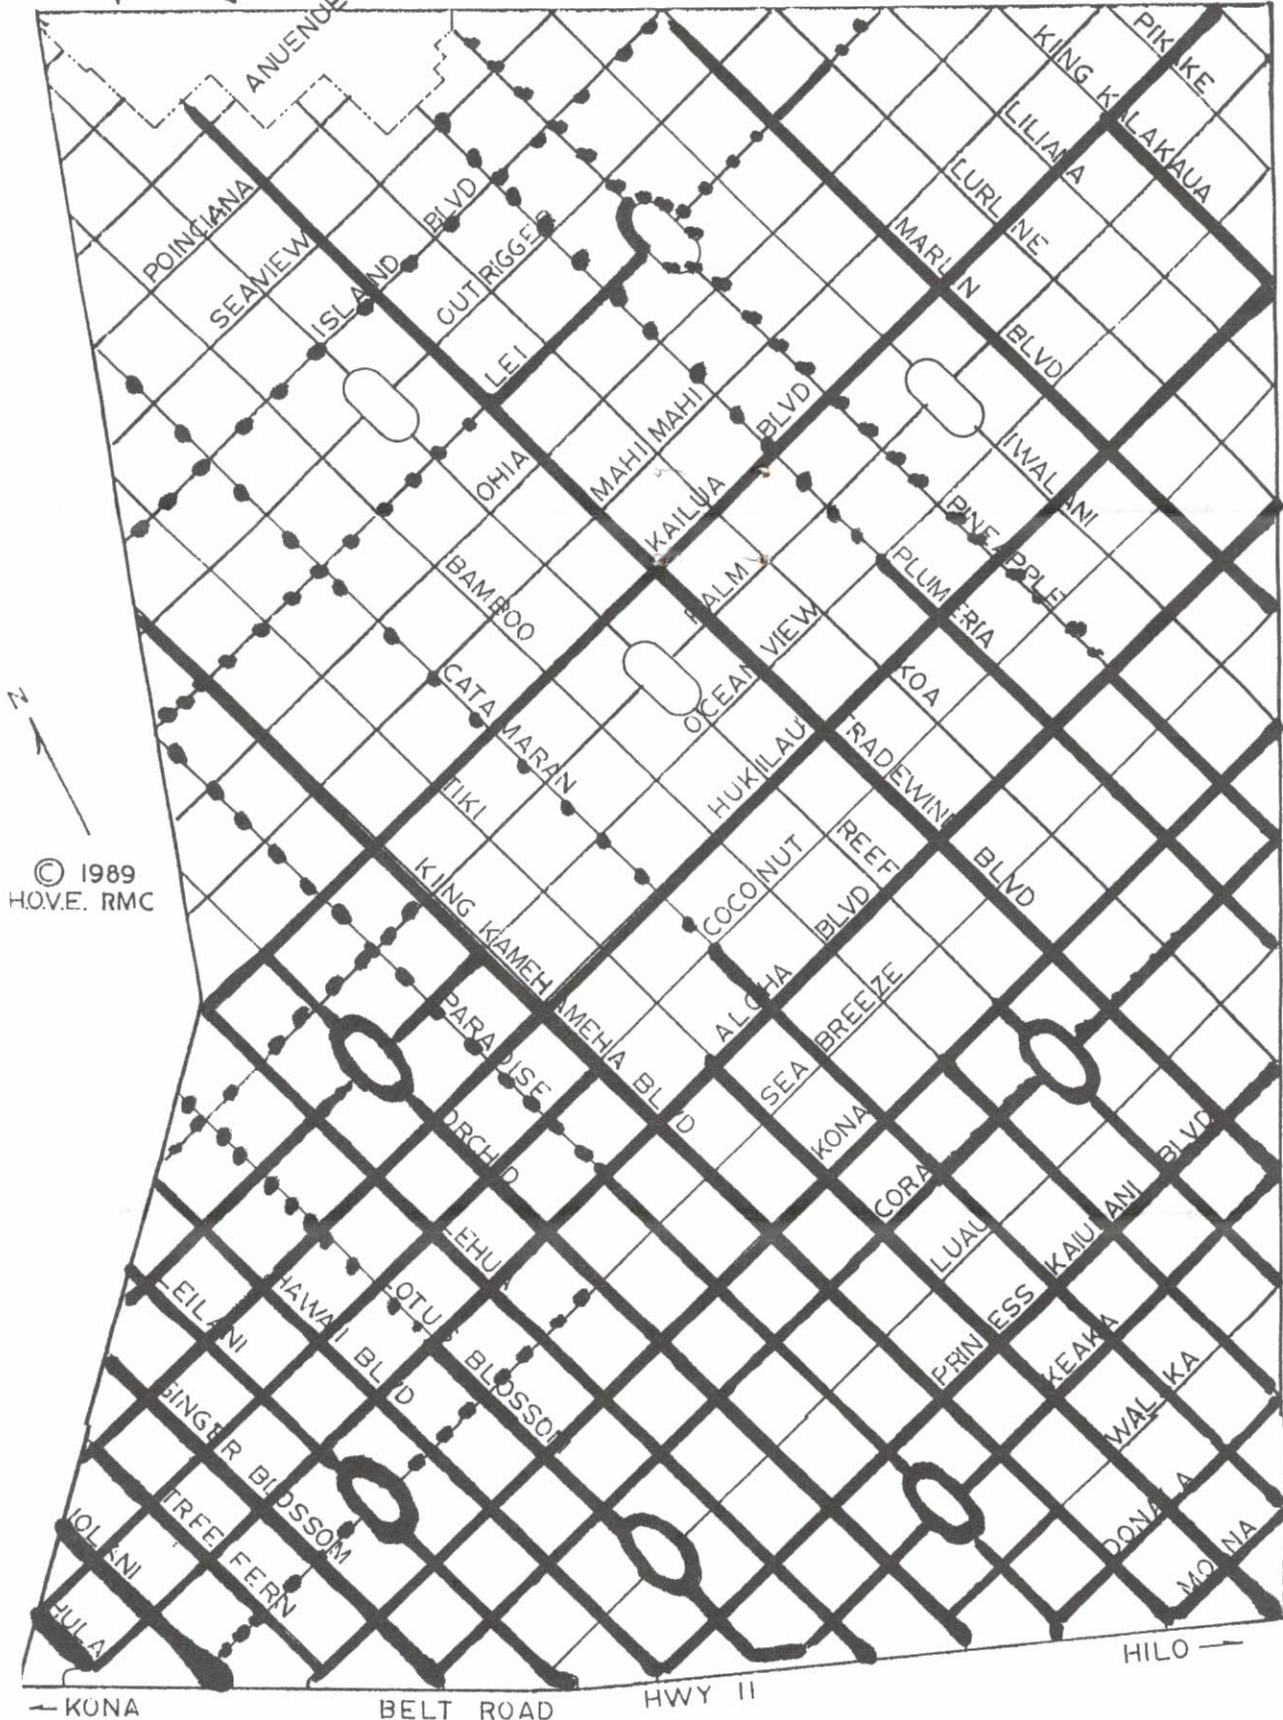 ANUENUE
PIKAKE
KING KALAKAUA
LILIANA
LURLINE
POINCIANA
SEAVIEW
ISLAND BLVD
OUTRIGGER
MARLIN BLVD
LEI
MAHI MAHI
KAILUA BLVD
OHIA
IWALANI
PINEAPPLE
BAMBOO
PALM
PLUMERIA
OCEAN VIEW
KOA
CATAMARAN
HUKILAU
TRADEWIND BLVD
TIKI
N
© 1989
H.O.V.E. RMC
COCONUT
REEF
KING KAMEHAMEHA BLVD
ALOHA BLVD
SEA BREEZE
PARADISE
KONA
ORCHID
CORAL
LUAU
PRINCESS KAIULANI BLVD
LEHUA
LEILANI
HAWAII BLVD
LOTUS BLOSSOM
KEAKA
WALAKA
GINGER BLOSSOM
TREE FERN
IOLANI
HULA
DONALA
MOANA
HILO
KONA
BELT ROAD
HWY 11